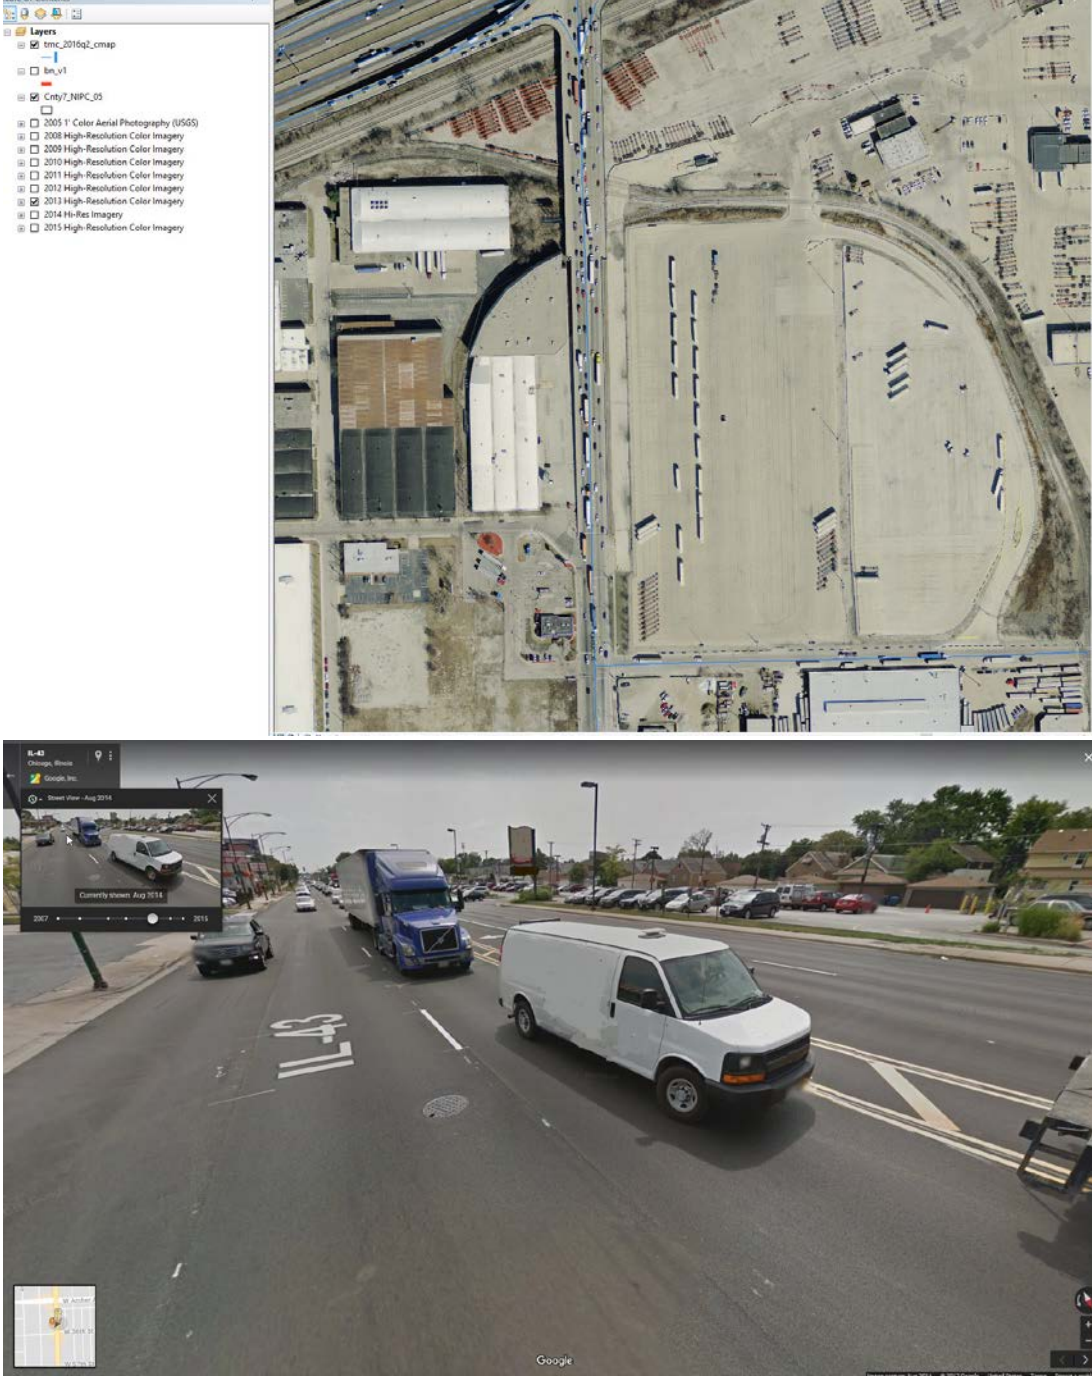 Layers
tmc_2016q2_cmap
bn_v1
Cnty7_NIPC_05
2005 1' Color Aerial Photography (USGS)
2008 High-Resolution Color Imagery
2009 High-Resolution Color Imagery
2010 High-Resolution Color Imagery
2011 High-Resolution Color Imagery
2012 High-Resolution Color Imagery
2013 High-Resolution Color Imagery
2014 Hi-Res Imagery
2015 High-Resolution Color Imagery
IL-43
Chicago, Illinois
Google, Inc.
Street View - Aug 2014
Currently shown: Aug 2014
2007
2015
IL-43
W Archer
Google